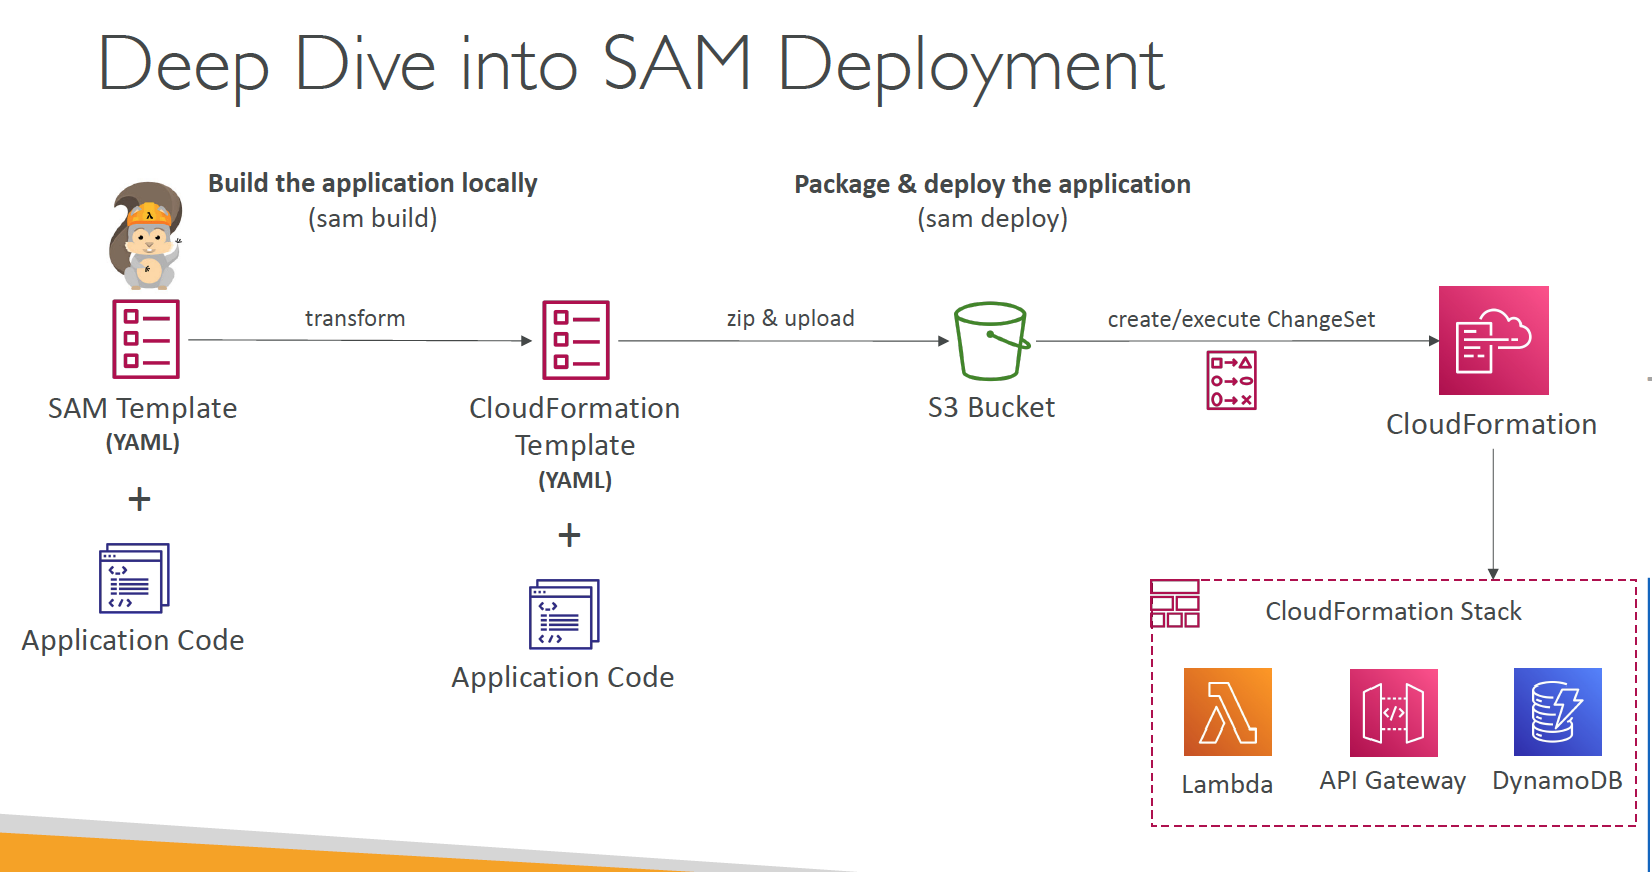 Deep Dive into SAM Deployment
Build the application locally
(sam build)
Package & deploy the application
(sam deploy)
transform
zip & upload
create/execute ChangeSet
SAM Template
(YAML)
+
Application Code
CloudFormation
Template
(YAML)
+
Application Code
S3 Bucket
CloudFormation
CloudFormation Stack
Lambda
API Gateway
DynamoDB